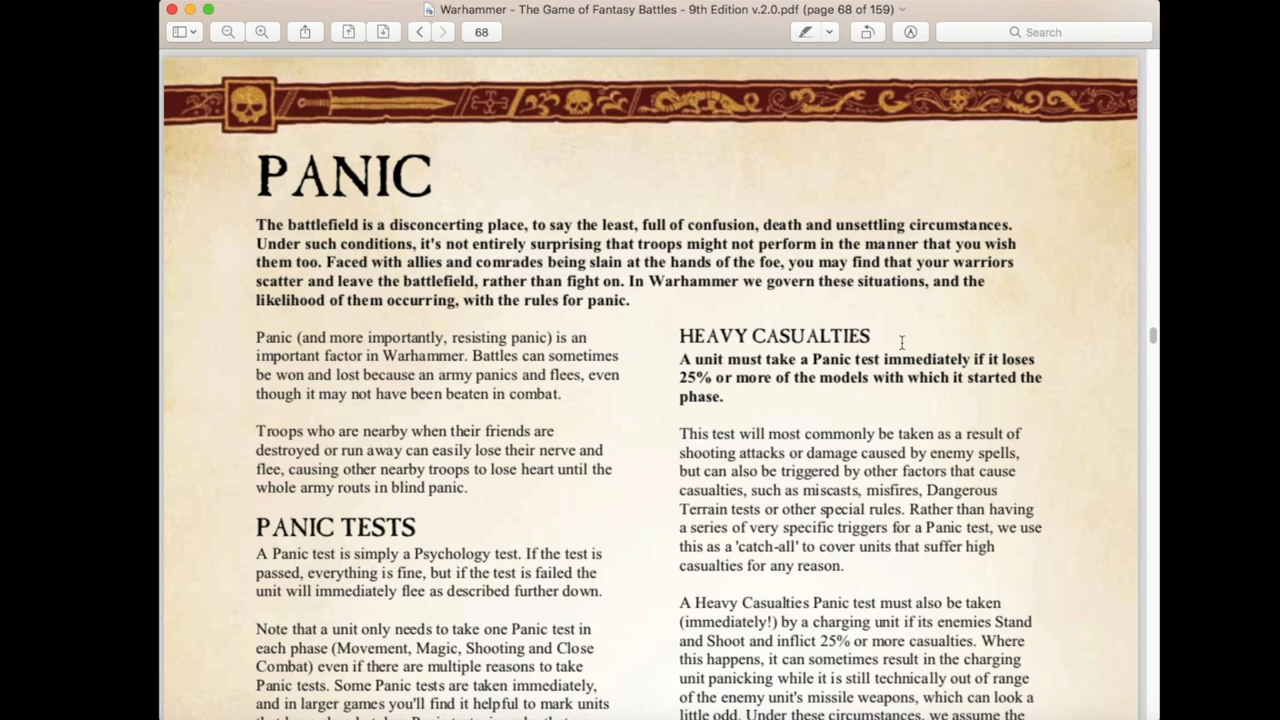 Warhammer - The Game of Fantasy Battles - 9th Edition v.2.0.pdf (page 68 of 159)
68
Search
PANIC
The battlefield is a disconcerting place, to say the least, full of confusion, death and unsettling circumstances.
Under such conditions, it's not entirely surprising that troops might not perform in the manner that you wish
them too. Faced with allies and comrades being slain at the hands of the foe, you may find that your warriors
scatter and leave the battlefield, rather than fight on. In Warhammer we govern these situations, and the
likelihood of them occurring, with the rules for panic.
Panic (and more importantly, resisting panic) is an
important factor in Warhammer. Battles can sometimes
be won and lost because an army panics and flees, even
though it may not have been beaten in combat.
Troops who are nearby when their friends are
destroyed or run away can easily lose their nerve and
flee, causing other nearby troops to lose heart until the
whole army routs in blind panic.
PANIC TESTS
A Panic test is simply a Psychology test. If the test is
passed, everything is fine, but if the test is failed the
unit will immediately flee as described further down.
Note that a unit only needs to take one Panic test in
each phase (Movement, Magic, Shooting and Close
Combat) even if there are multiple reasons to take
Panic tests. Some Panic tests are taken immediately,
and in larger games you'll find it helpful to mark units
HEAVY CASUALTIES
A unit must take a Panic test immediately if it loses
25% or more of the models with which it started the
phase.
This test will most commonly be taken as a result of
shooting attacks or damage caused by enemy spells,
but can also be triggered by other factors that cause
casualties, such as miscasts, misfires, Dangerous
Terrain tests or other special rules. Rather than having
a series of very specific triggers for a Panic test, we use
this as a 'catch-all' to cover units that suffer high
casualties for any reason.
A Heavy Casualties Panic test must also be taken
(immediately!) by a charging unit if its enemies Stand
and Shoot and inflict 25% or more casualties. Where
this happens, it can sometimes result in the charging
unit panicking while it is still technically out of range
of the enemy unit's missile weapons, which can look a
little odd. Under these circumstances, we assume the